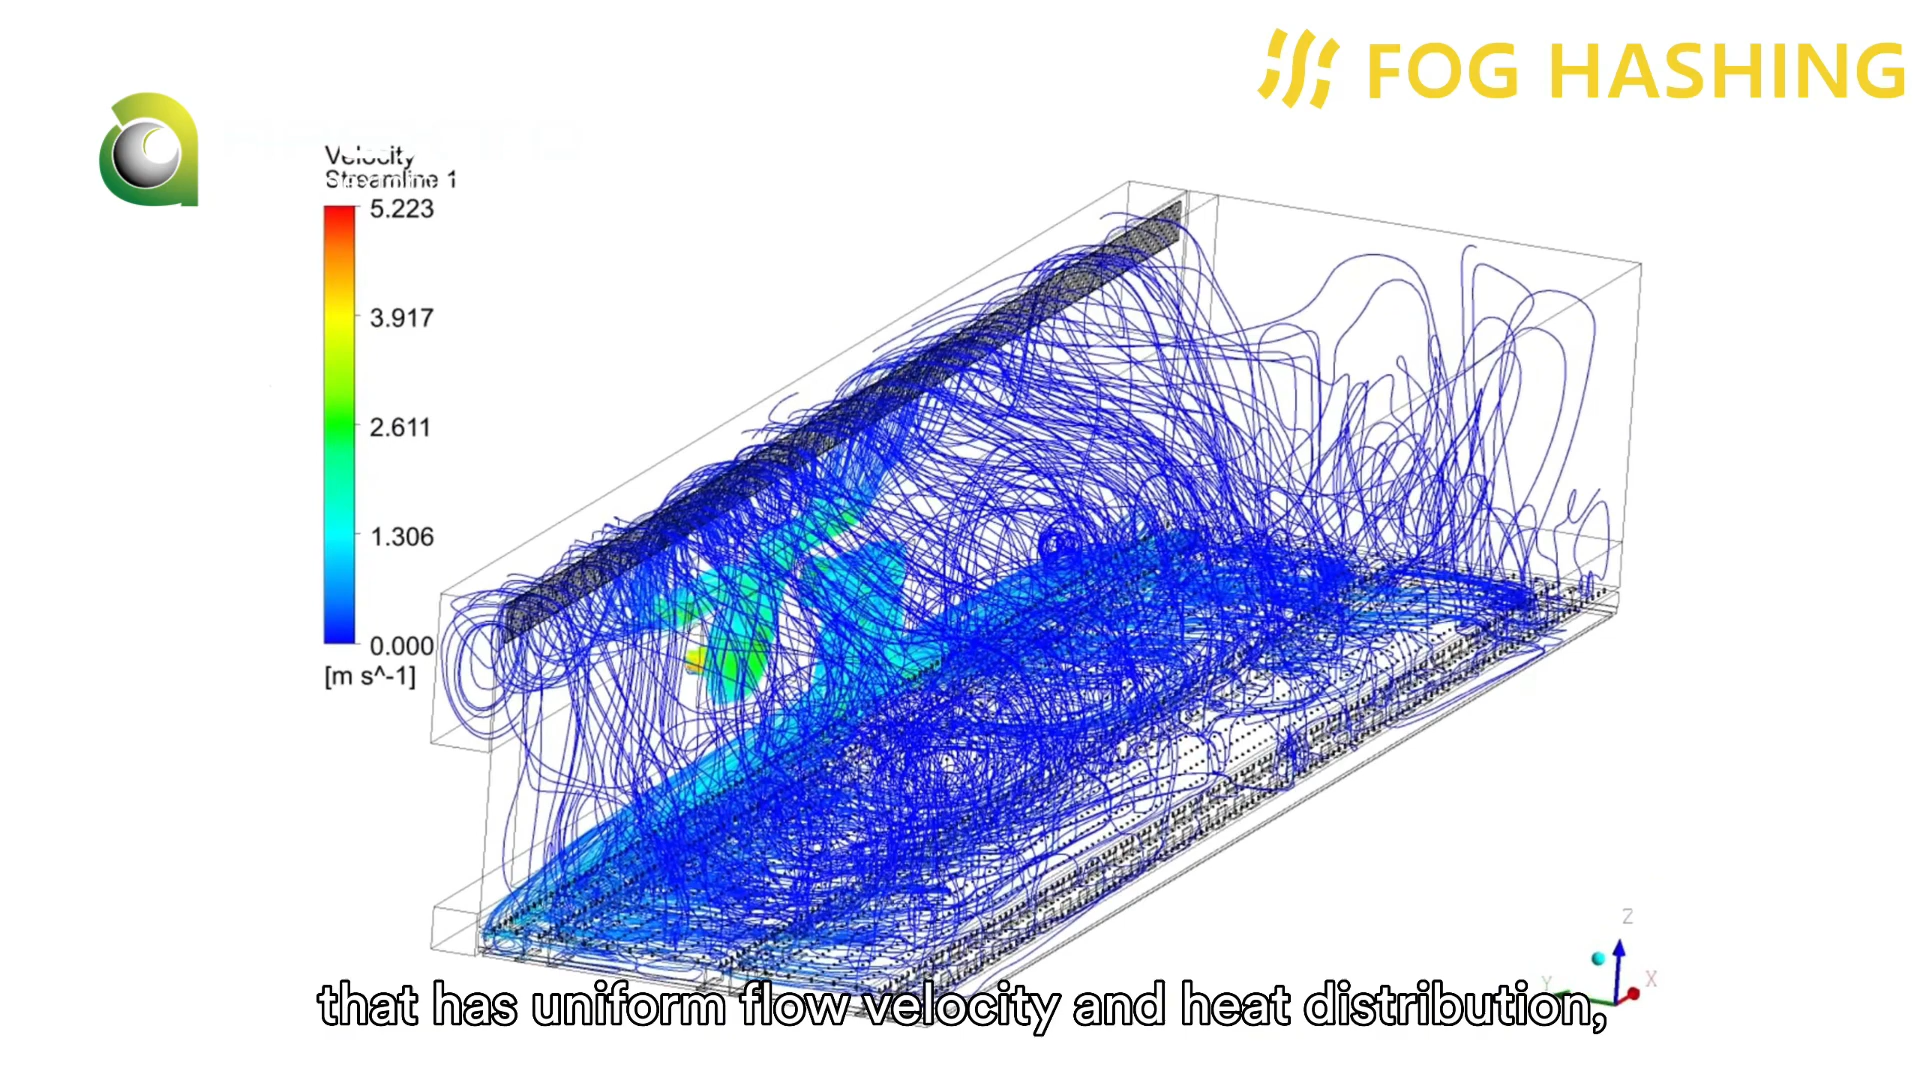 FOG HASHING
Velocity
Streamline 1
5.223
3.917
2.611
1.306
0.000
[m s^-1]
Z
Y
X
that has uniform flow velocity and heat distribution,